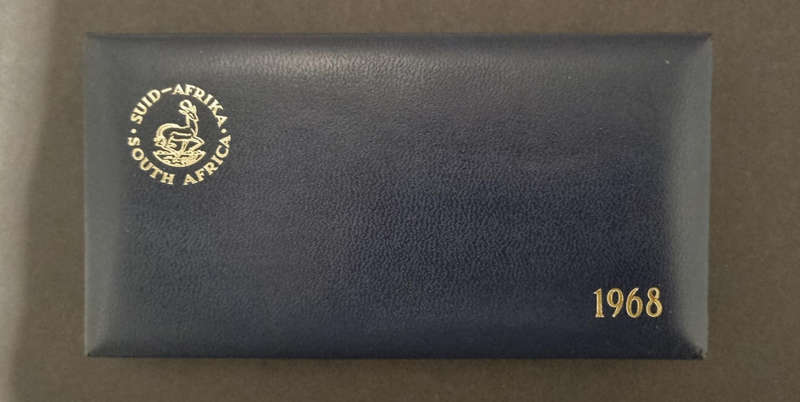 · SUID-AFRIKA ·
SOUTH AFRICA
1968